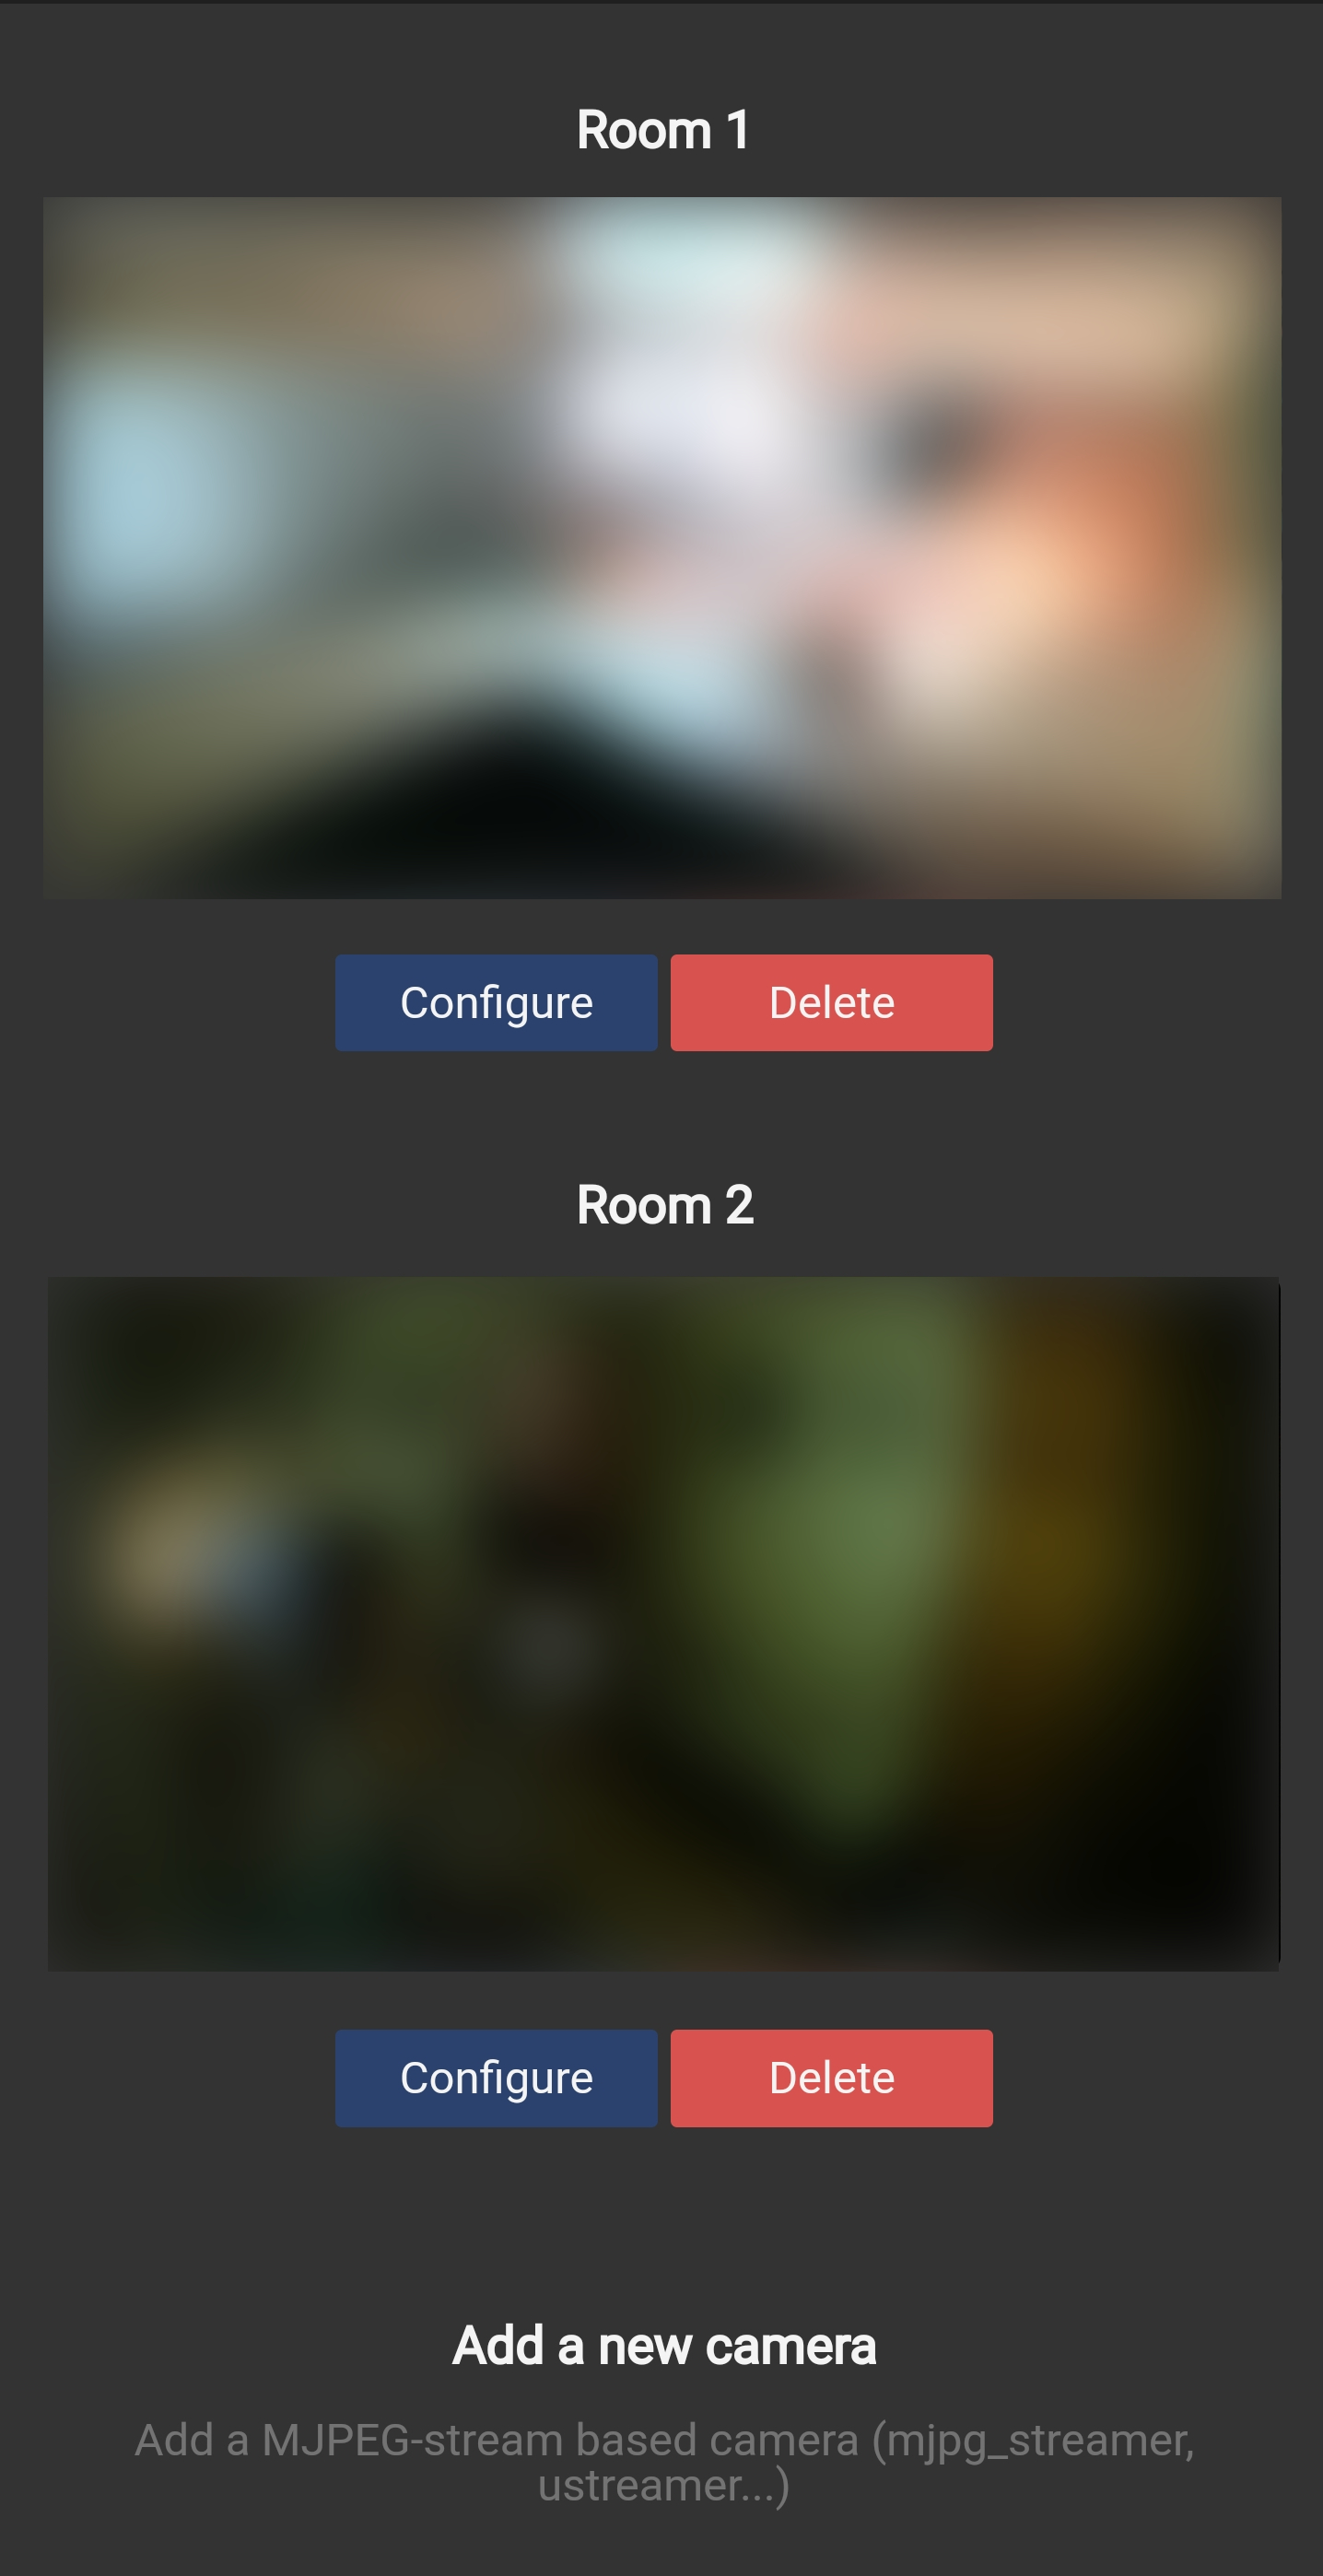 Room 1
Configure
Delete
Room 2
Configure
Delete
Add a new camera
Add a MJPEG-stream based camera (mjpg_streamer,
ustreamer...)